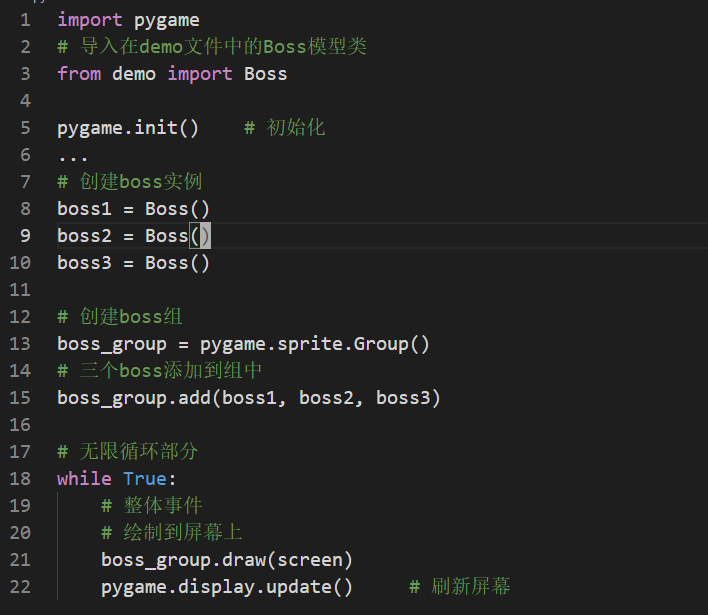 1 import pygame
2 # 导入在demo文件中的Boss模型类
3 from demo import Boss
4
5 pygame.init()    # 初始化
6 ...
7 # 创建boss实例
8 boss1 = Boss()
9 boss2 = Boss()
10 boss3 = Boss()
11
12 # 创建boss组
13 boss_group = pygame.sprite.Group()
14 # 三个boss添加到组中
15 boss_group.add(boss1, boss2, boss3)
16
17 # 无限循环部分
18 while True:
19     # 整体事件
20     # 绘制到屏幕上
21     boss_group.draw(screen)
22     pygame.display.update()     # 刷新屏幕